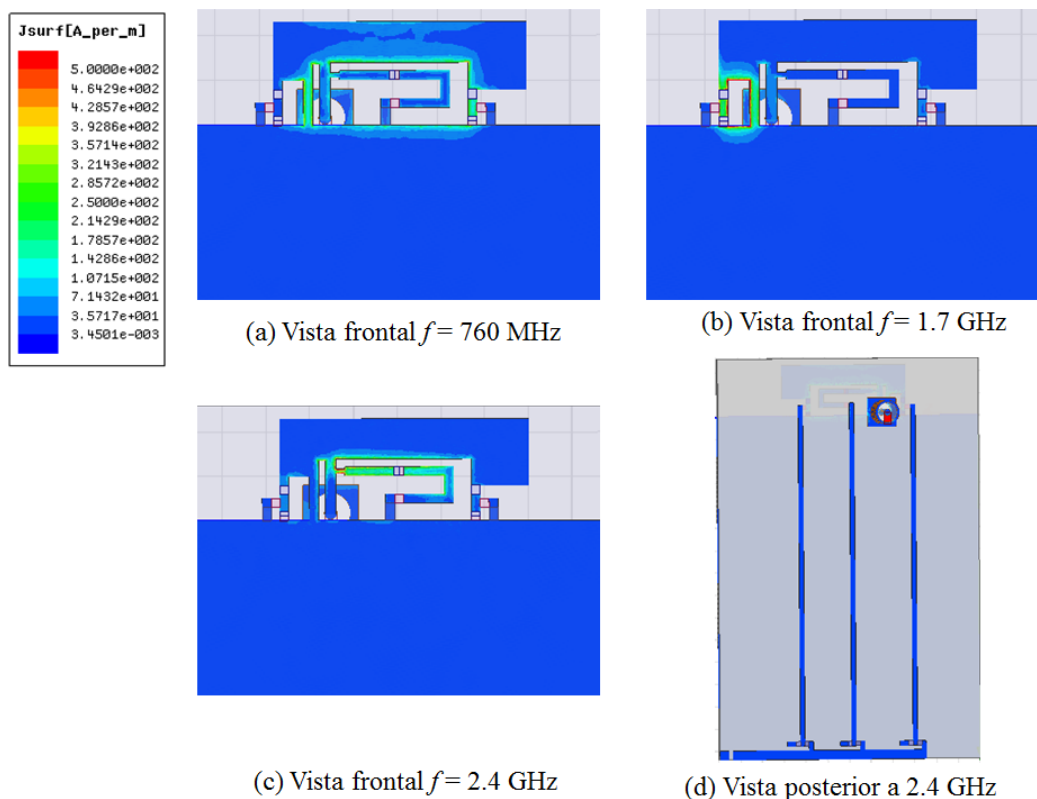 Jsurf[A_per_m]
5.0000e+002
4.6429e+002
4.2857e+002
3.9286e+002
3.5714e+002
3.2143e+002
2.8572e+002
2.5000e+002
2.1429e+002
1.7857e+002
1.4286e+002
1.0715e+002
7.1432e+001
3.5717e+001
3.4501e-003
(a) Vista frontal f = 760 MHz
(b) Vista frontal f = 1.7 GHz
(c) Vista frontal f = 2.4 GHz
(d) Vista posterior a 2.4 GHz